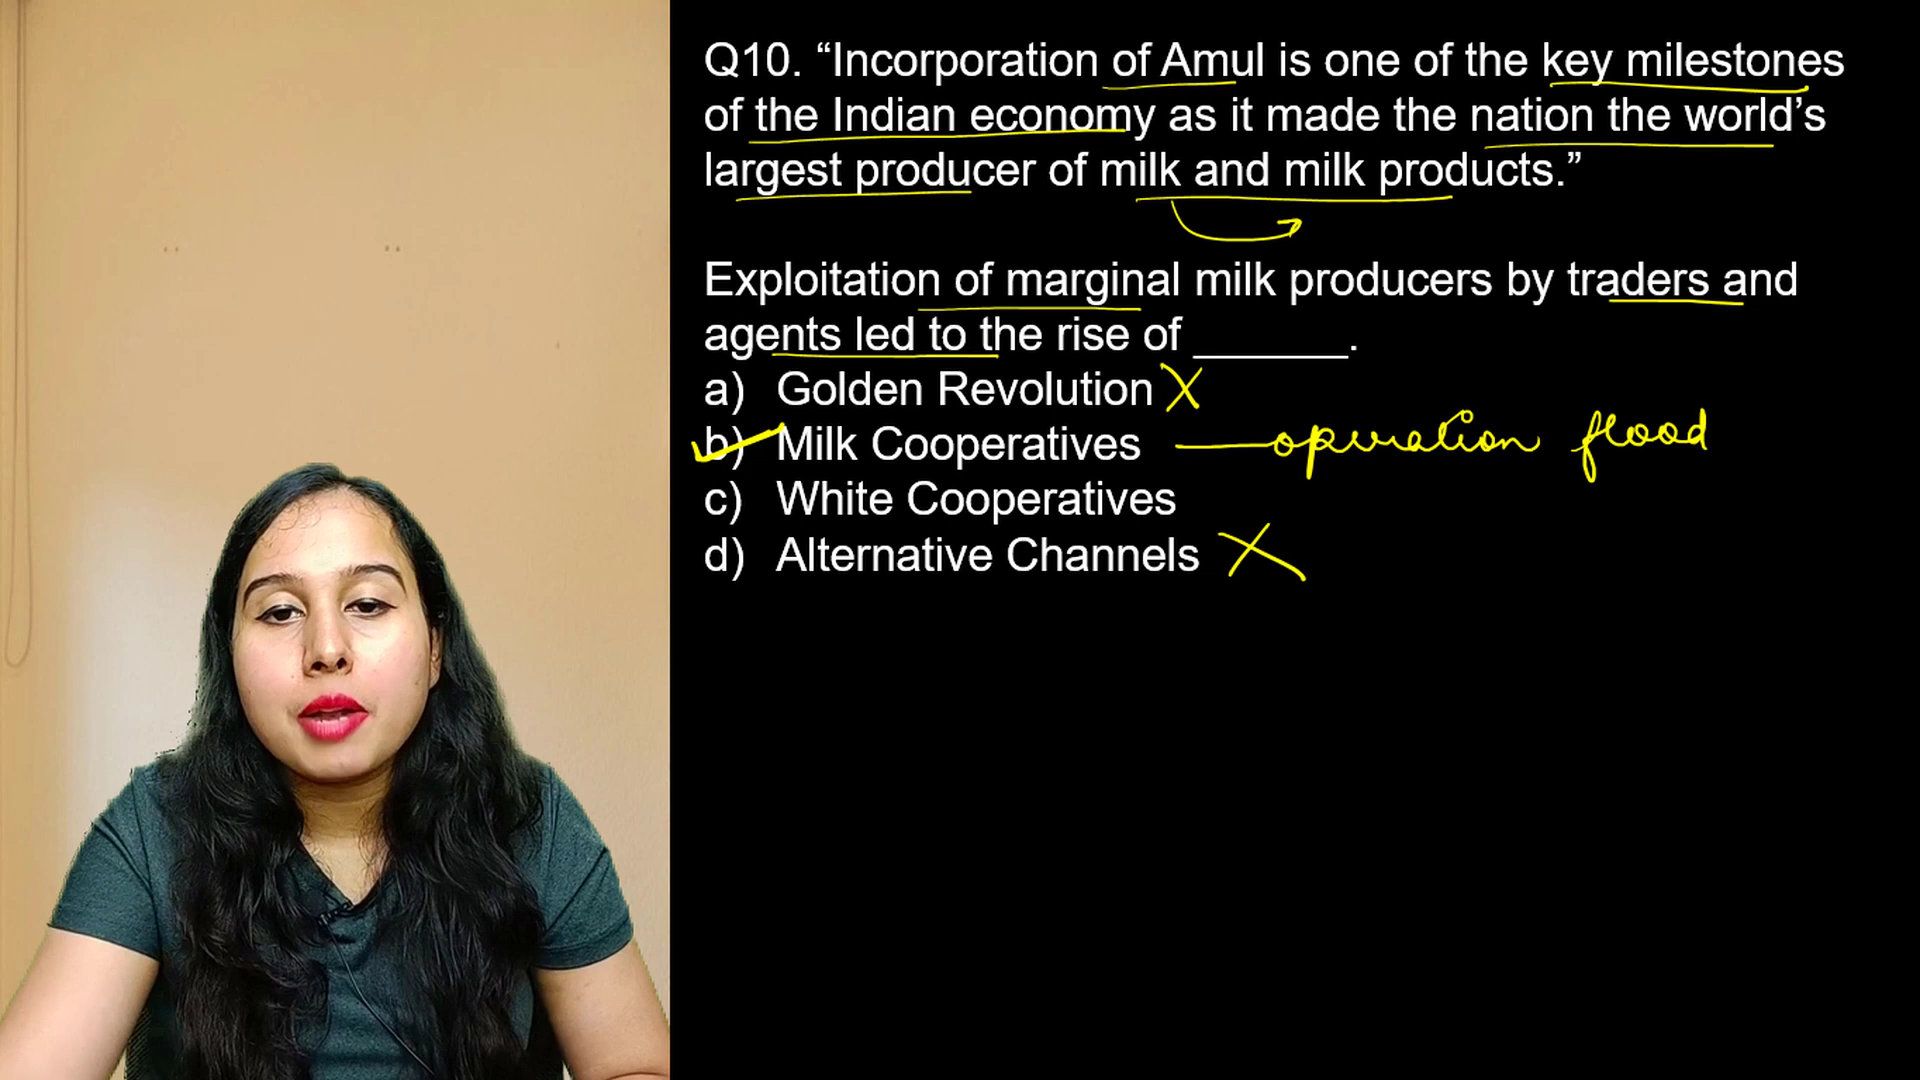 Q10. “Incorporation of Amul is one of the key milestones
of the Indian economy as it made the nation the world’s
largest producer of milk and milk products.”
Exploitation of marginal milk producers by traders and
agents led to the rise of _______.
a) Golden Revolution X
b) Milk Cooperatives — operation flood
c) White Cooperatives
d) Alternative Channels X